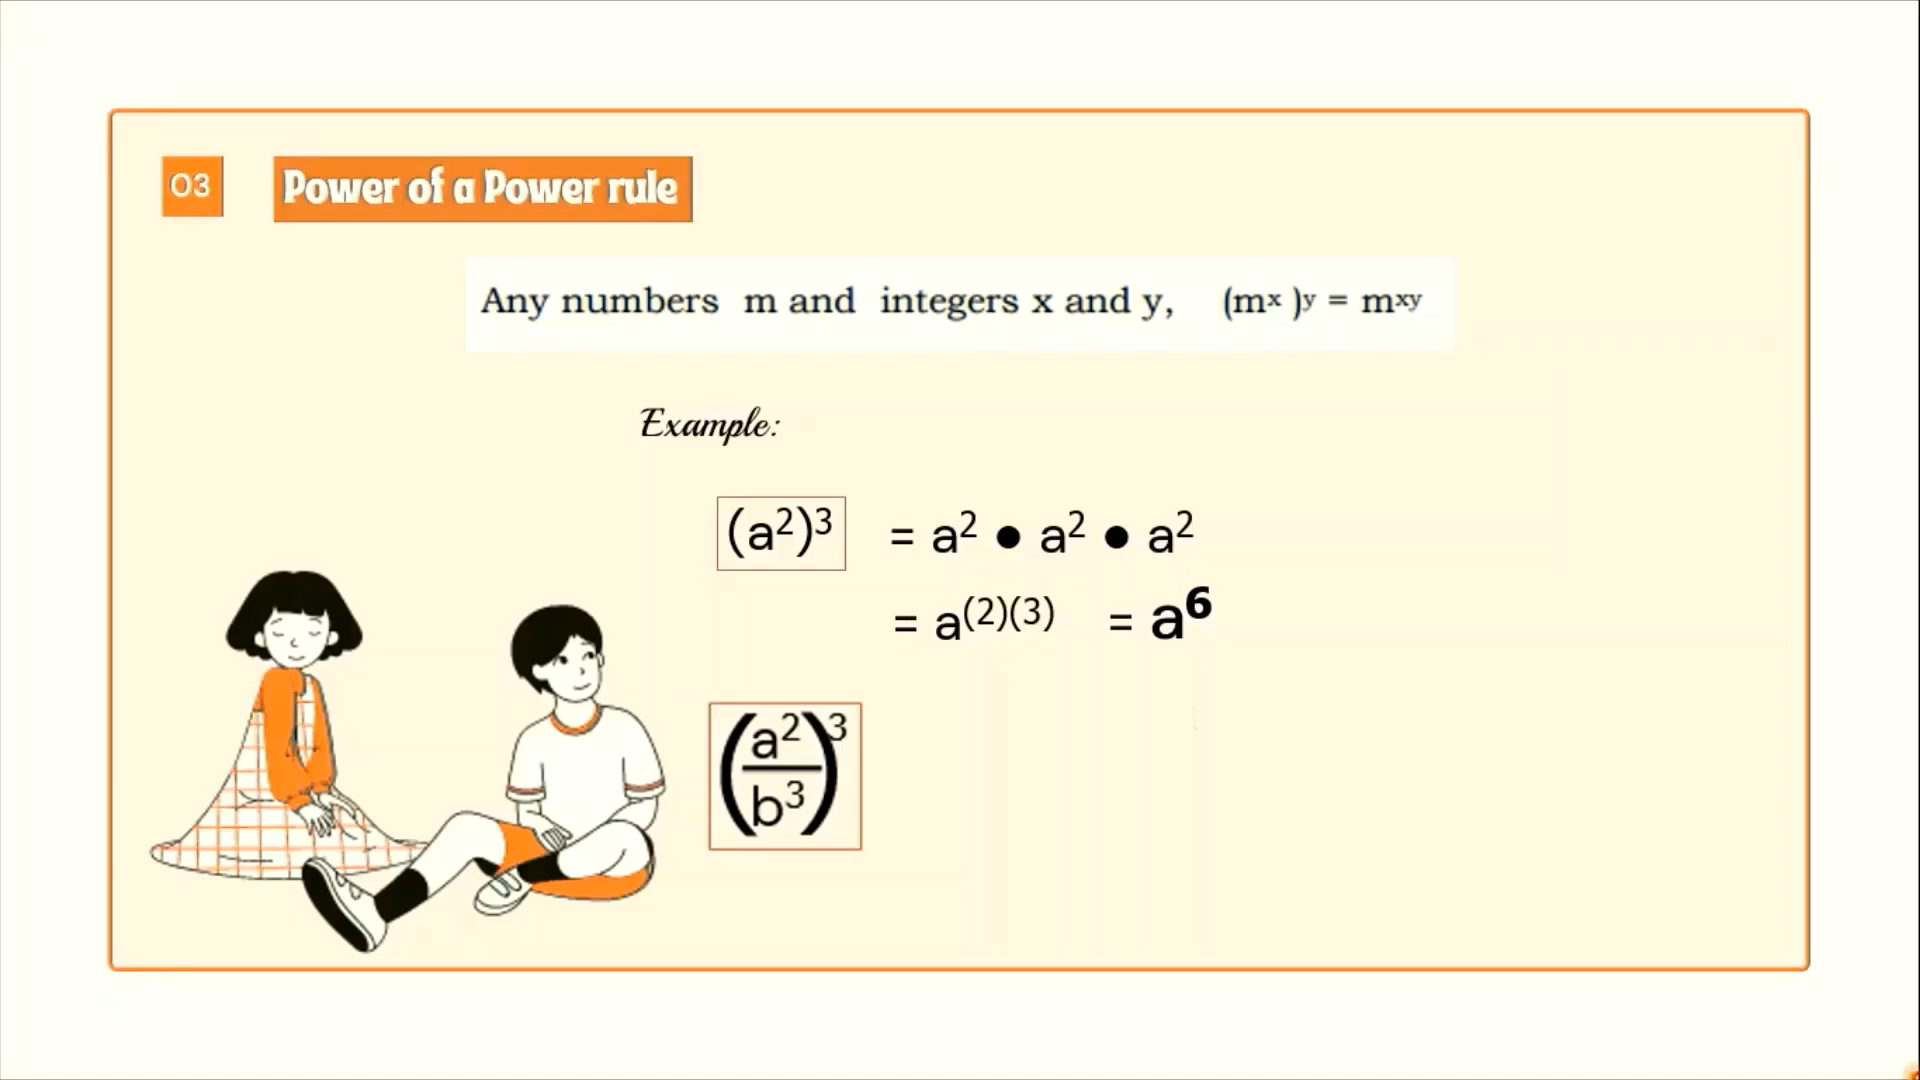 03
Power of a Power rule
Any numbers m and integers x and y, (mˣ )ʸ = mˣʸ
Example:
(a²)³ = a² ● a² ● a²
= a⁽²⁾⁽³⁾ = a⁶
(a²/b³)³